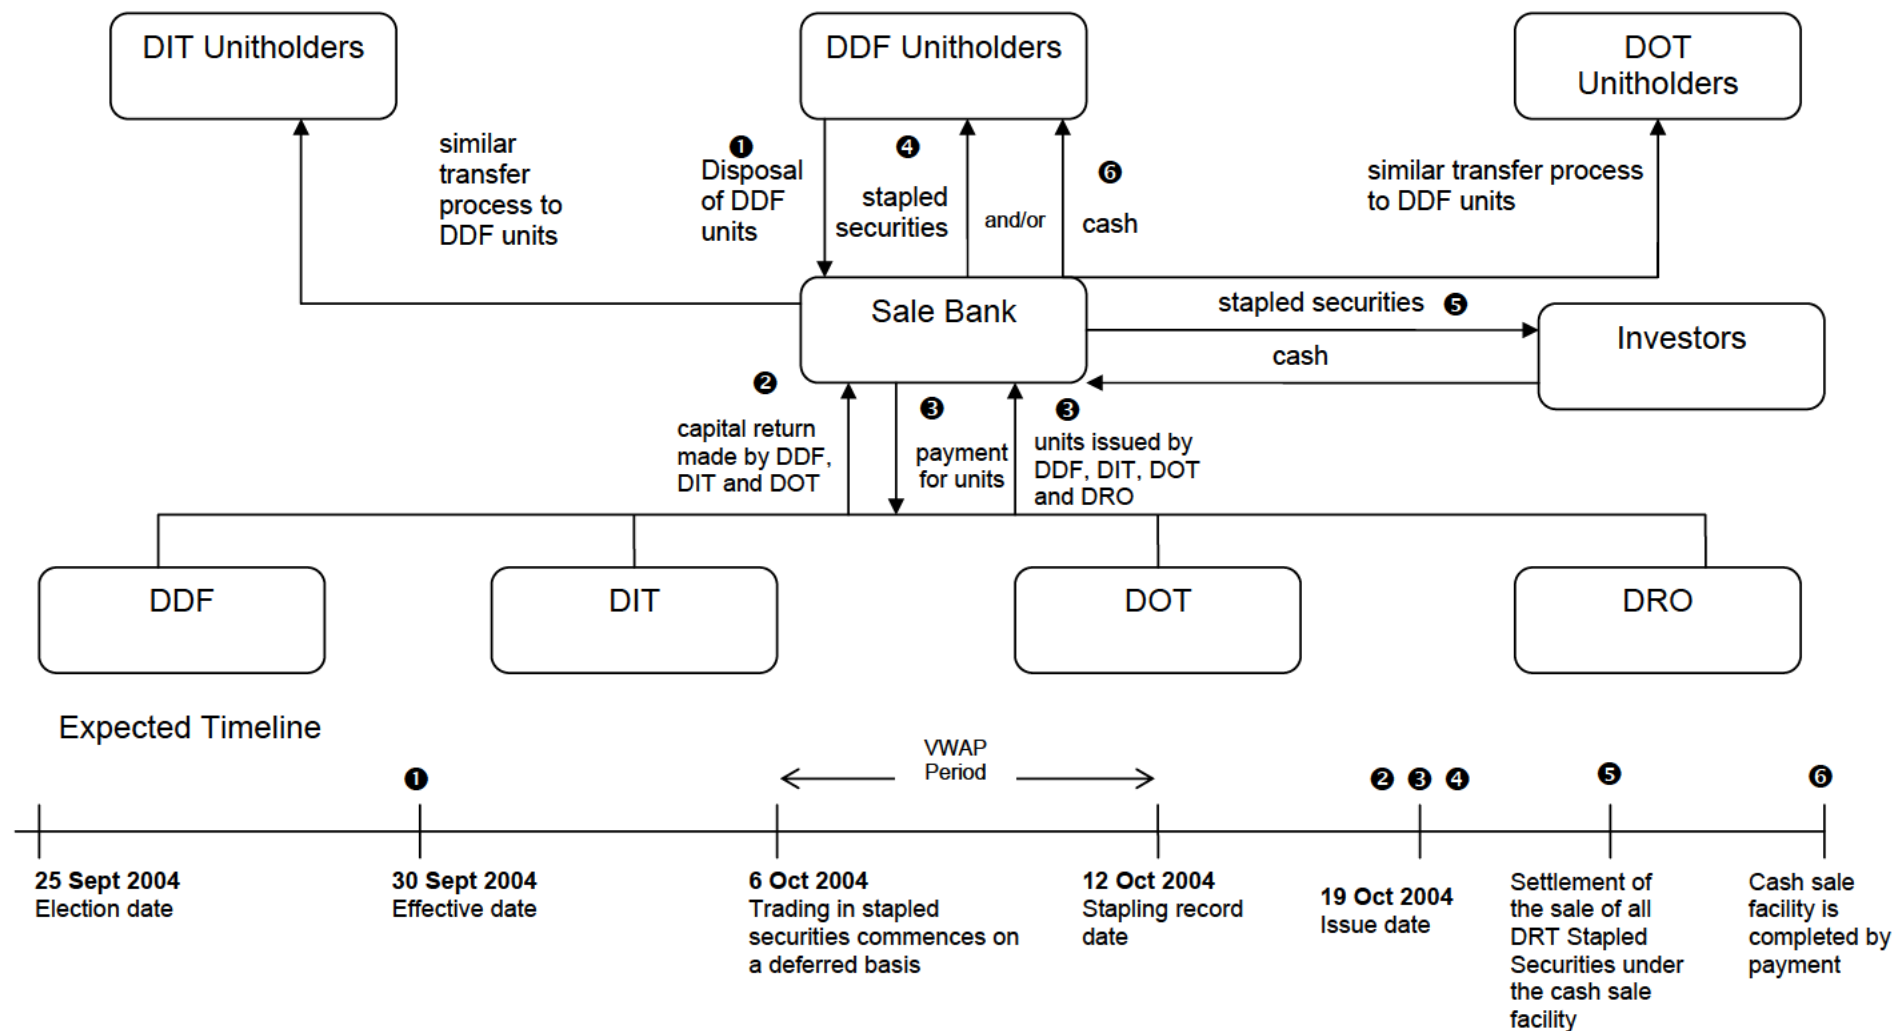 DIT Unitholders
DDF Unitholders
DOT
Unitholders
similar
transfer
process to
DDF units
❶
Disposal
of DDF
units
❹
stapled
securities
and/or
❻
cash
similar transfer process
to DDF units
Sale Bank
stapled securities ❺
cash
Investors
❷
capital return
made by DDF,
DIT and DOT
❸
payment
for units
❸
units issued by
DDF, DIT, DOT
and DRO
DDF
DIT
DOT
DRO
Expected Timeline
VWAP
Period
❶
❷ ❸ ❹
❺
❻
25 Sept 2004
Election date
30 Sept 2004
Effective date
6 Oct 2004
Trading in stapled
securities commences on
a deferred basis
12 Oct 2004
Stapling record
date
19 Oct 2004
Issue date
Settlement of
the sale of all
DRT Stapled
Securities under
the cash sale
facility
Cash sale
facility is
completed by
payment